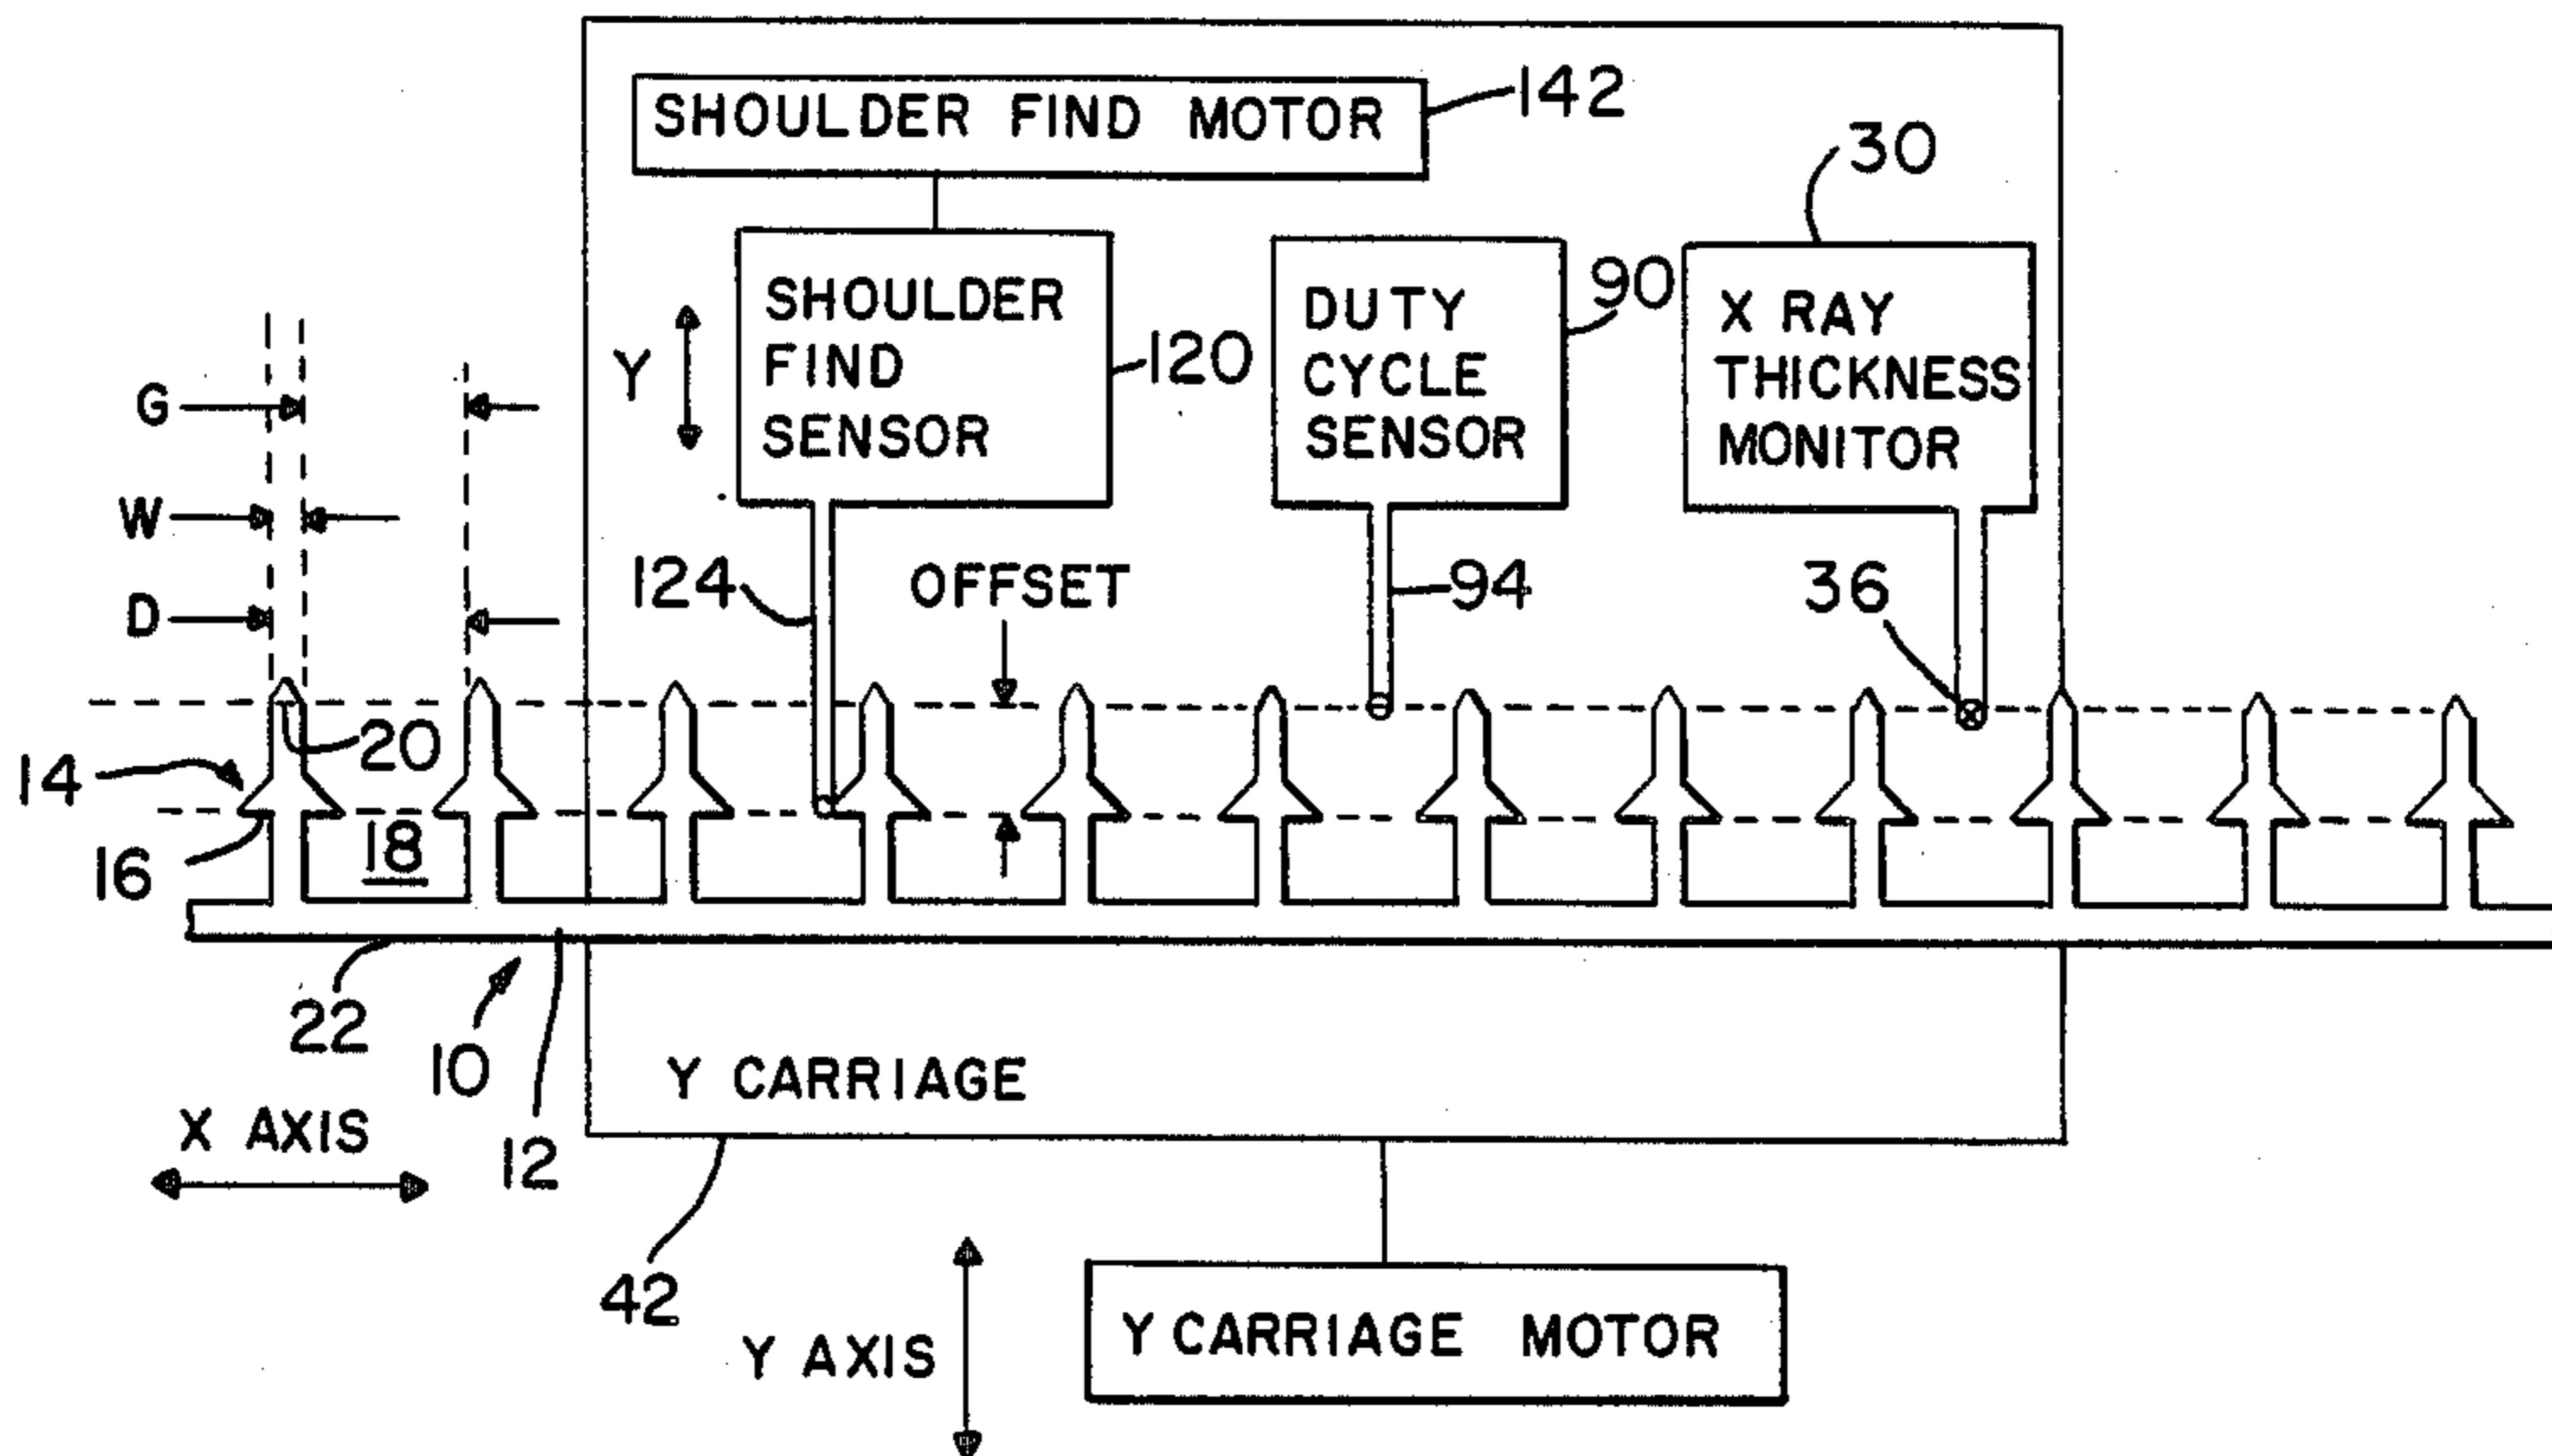 SHOULDER FIND MOTOR
142
30
SHOULDER
FIND
SENSOR
120
DUTY
CYCLE
SENSOR
90
X RAY
THICKNESS
MONITOR
Y
G
W
D
124
OFFSET
94
36
14
20
16
18
22
10
12
Y CARRIAGE
X AXIS
42
Y AXIS
Y CARRIAGE MOTOR